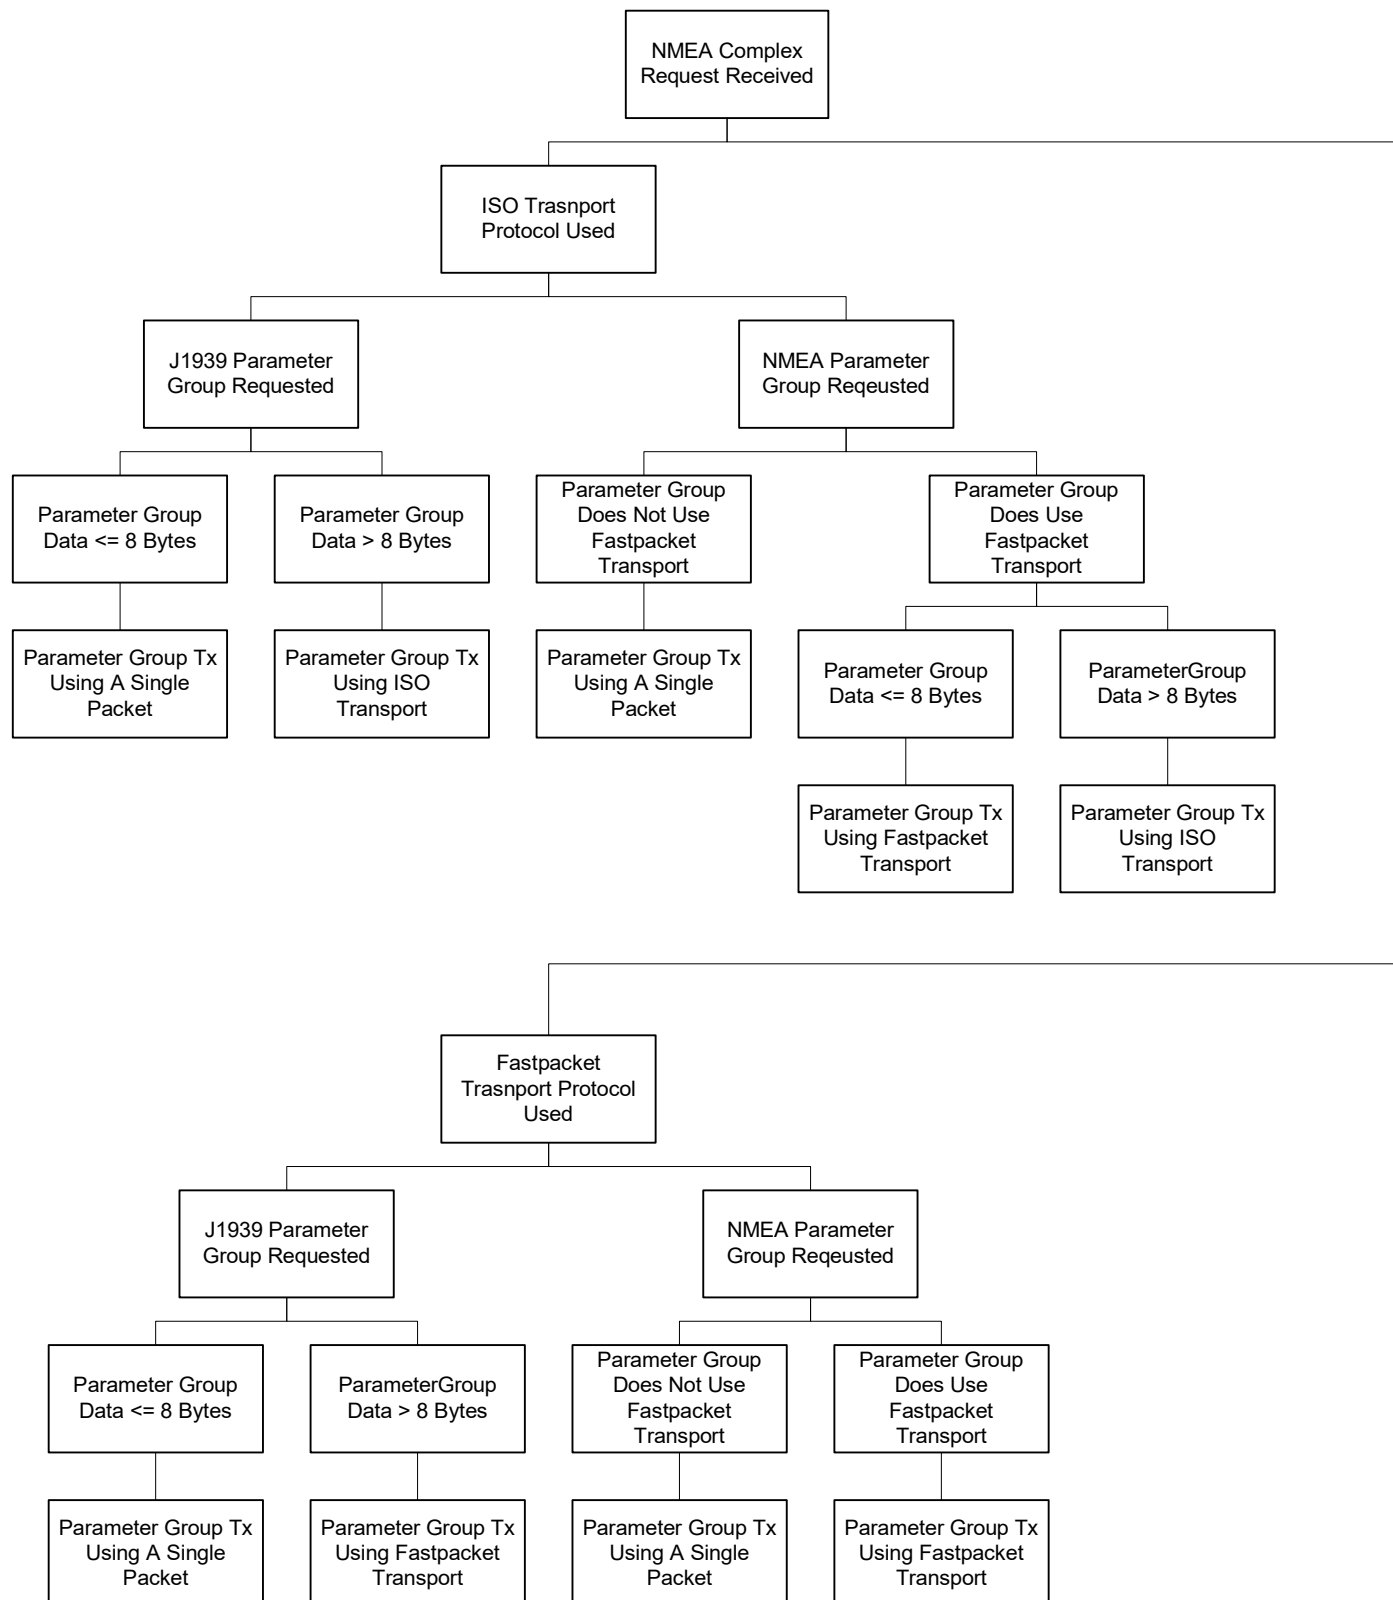 NMEA Complex
Request Received
ISO Trasnport
Protocol Used
J1939 Parameter
Group Requested
NMEA Parameter
Group Reqeusted
Parameter Group
Data <= 8 Bytes
Parameter Group
Data > 8 Bytes
Parameter Group
Does Not Use
Fastpacket
Transport
Parameter Group
Does Use
Fastpacket
Transport
Parameter Group Tx
Using A Single
Packet
Parameter Group Tx
Using ISO
Transport
Parameter Group Tx
Using A Single
Packet
Parameter Group
Data <= 8 Bytes
ParameterGroup
Data > 8 Bytes
Parameter Group Tx
Using Fastpacket
Transport
Parameter Group Tx
Using ISO
Transport
Fastpacket
Trasnport Protocol
Used
J1939 Parameter
Group Requested
NMEA Parameter
Group Reqeusted
Parameter Group
Data <= 8 Bytes
ParameterGroup
Data > 8 Bytes
Parameter Group
Does Not Use
Fastpacket
Transport
Parameter Group
Does Use
Fastpacket
Transport
Parameter Group Tx
Using A Single
Packet
Parameter Group Tx
Using Fastpacket
Transport
Parameter Group Tx
Using A Single
Packet
Parameter Group Tx
Using Fastpacket
Transport